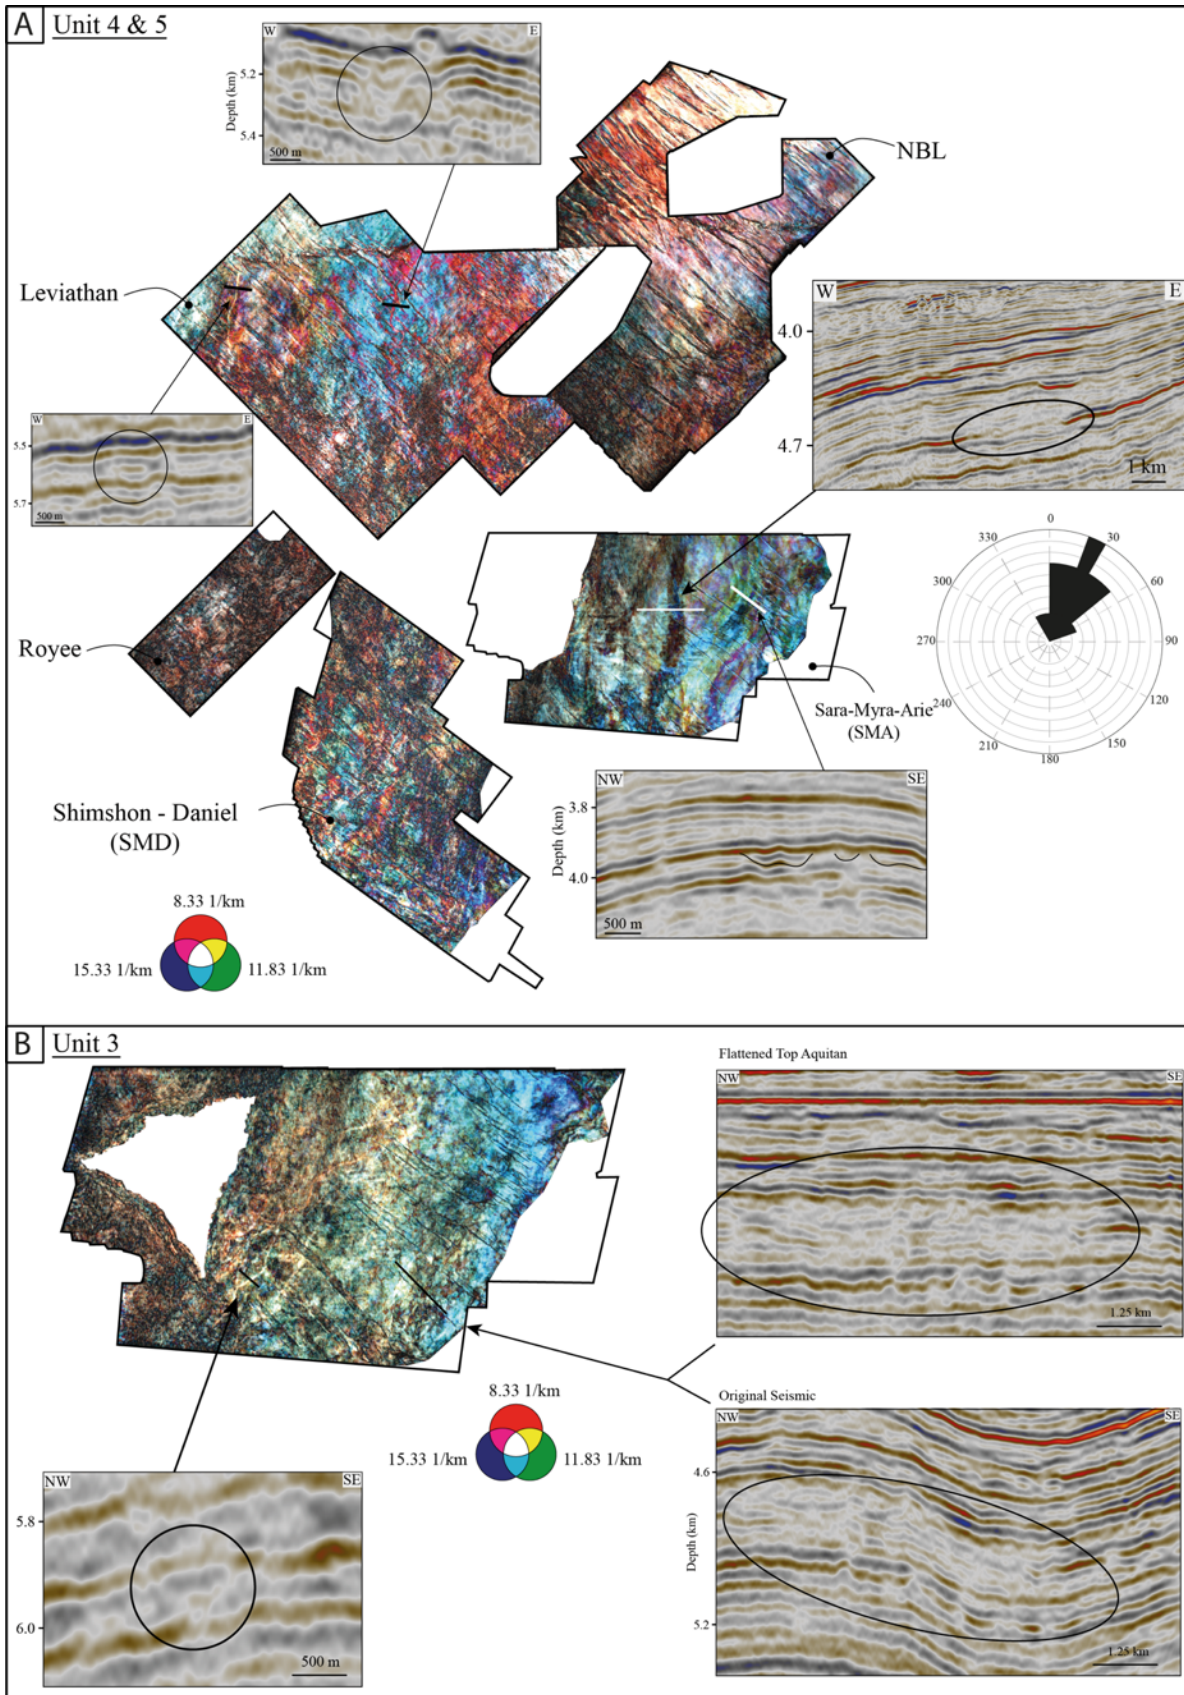 A Unit 4 & 5
W E
Depth (km)
5.2
5.4
500 m
NBL
Leviathan
W E
4.0
4.7
1 km
W E
5.5
5.7
500 m
0
30
60
90
120
150
180
210
240
270
300
330
Royee
Sara-Myra-Arie
(SMA)
Shimshon - Daniel
(SMD)
NW SE
Depth (km)
3.8
4.0
500 m
8.33 1/km
15.33 1/km 11.83 1/km
B Unit 3
Flattened Top Aquitan
NW SE
1.25 km
8.33 1/km
15.33 1/km 11.83 1/km
Original Seismic
NW SE
Depth (km)
4.6
5.2
1.25 km
NW SE
5.8
6.0
500 m